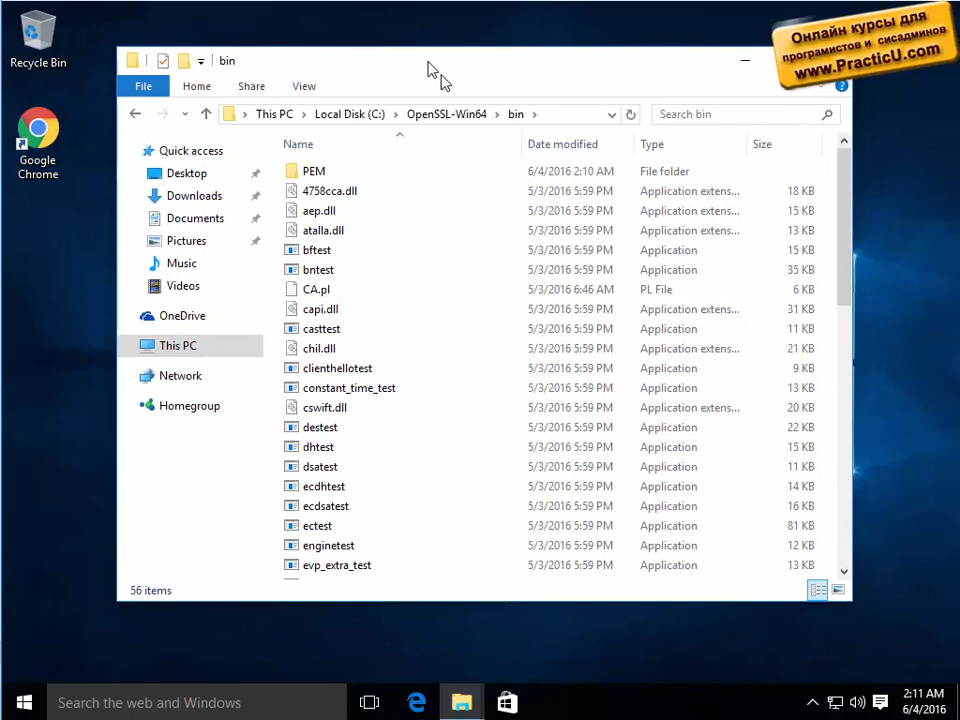 Recycle Bin
Google
Chrome
Онлайн курсы для
програмистов и сисадминов
www.PracticU.com
bin
File
Home
Share
View
This PC
Local Disk (C:)
OpenSSL-Win64
bin
Search bin
Quick access
Desktop
Downloads
Documents
Pictures
Music
Videos
OneDrive
This PC
Network
Homegroup
Name Date modified Type Size
PEM 6/4/2016 2:10 AM File folder
4758cca.dll 5/3/2016 5:59 PM Application extens... 18 KB
aep.dll 5/3/2016 5:59 PM Application extens... 15 KB
atalla.dll 5/3/2016 5:59 PM Application extens... 13 KB
bftest 5/3/2016 5:59 PM Application 15 KB
bntest 5/3/2016 5:59 PM Application 35 KB
CA.pl 5/3/2016 6:46 AM PL File 6 KB
capi.dll 5/3/2016 5:59 PM Application extens... 31 KB
casttest 5/3/2016 5:59 PM Application 11 KB
chil.dll 5/3/2016 5:59 PM Application extens... 21 KB
clienthellotest 5/3/2016 5:59 PM Application 9 KB
constant_time_test 5/3/2016 5:59 PM Application 13 KB
cswift.dll 5/3/2016 5:59 PM Application extens... 20 KB
destest 5/3/2016 5:59 PM Application 22 KB
dhtest 5/3/2016 5:59 PM Application 15 KB
dsatest 5/3/2016 5:59 PM Application 11 KB
ecdhtest 5/3/2016 5:59 PM Application 14 KB
ecdsatest 5/3/2016 5:59 PM Application 16 KB
ectest 5/3/2016 5:59 PM Application 81 KB
enginetest 5/3/2016 5:59 PM Application 12 KB
evp_extra_test 5/3/2016 5:59 PM Application 13 KB
56 items
Search the web and Windows
2:11 AM
6/4/2016